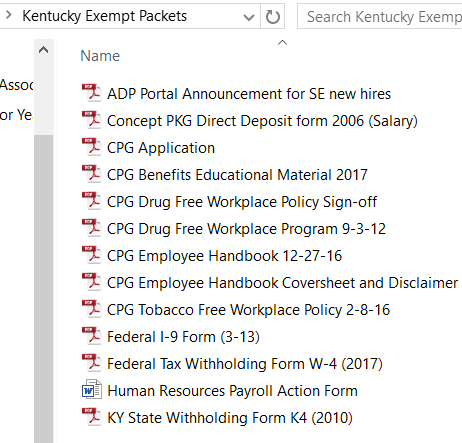 Kentucky Exempt Packets
Search Kentucky Exemp
Name
Assoc
or Yea
ADP Portal Announcement for SE new hires
Concept PKG Direct Deposit form 2006 (Salary)
CPG Application
CPG Benefits Educational Material 2017
CPG Drug Free Workplace Policy Sign-off
CPG Drug Free Workplace Program 9-3-12
CPG Employee Handbook 12-27-16
CPG Employee Handbook Coversheet and Disclaimer
CPG Tobacco Free Workplace Policy 2-8-16
Federal I-9 Form (3-13)
Federal Tax Withholding Form W-4 (2017)
Human Resources Payroll Action Form
KY State Withholding Form K4 (2010)